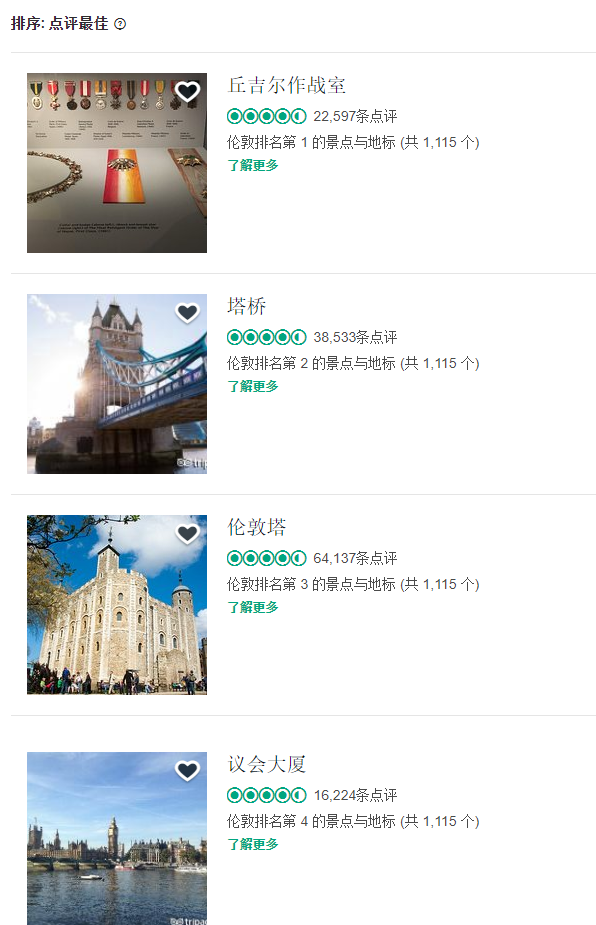 排序: 点评最佳
丘吉尔作战室
22,597条点评
伦敦排名第 1 的景点与地标 (共 1,115 个)
了解更多
塔桥
38,533条点评
伦敦排名第 2 的景点与地标 (共 1,115 个)
了解更多
伦敦塔
64,137条点评
伦敦排名第 3 的景点与地标 (共 1,115 个)
了解更多
议会大厦
16,224条点评
伦敦排名第 4 的景点与地标 (共 1,115 个)
了解更多